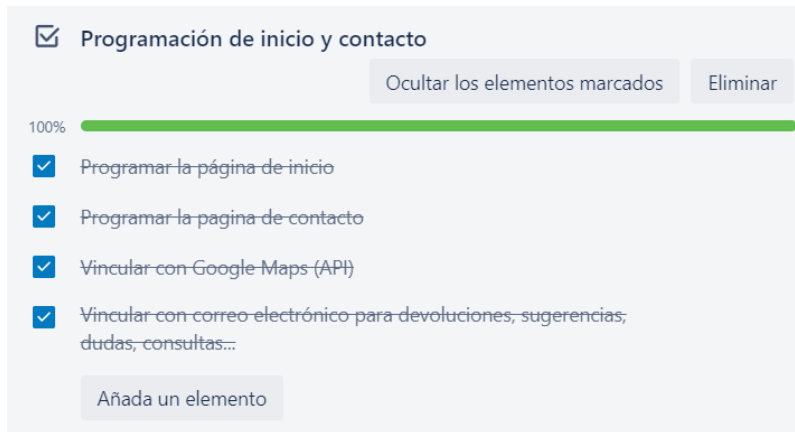 Programación de inicio y contacto
Ocultar los elementos marcados
Eliminar
100%
Programar la página de inicio
Programar la pagina de contacto
Vincular con Google Maps (API)
Vincular con correo electrónico para devoluciones, sugerencias,
dudas, consultas...
Añada un elemento